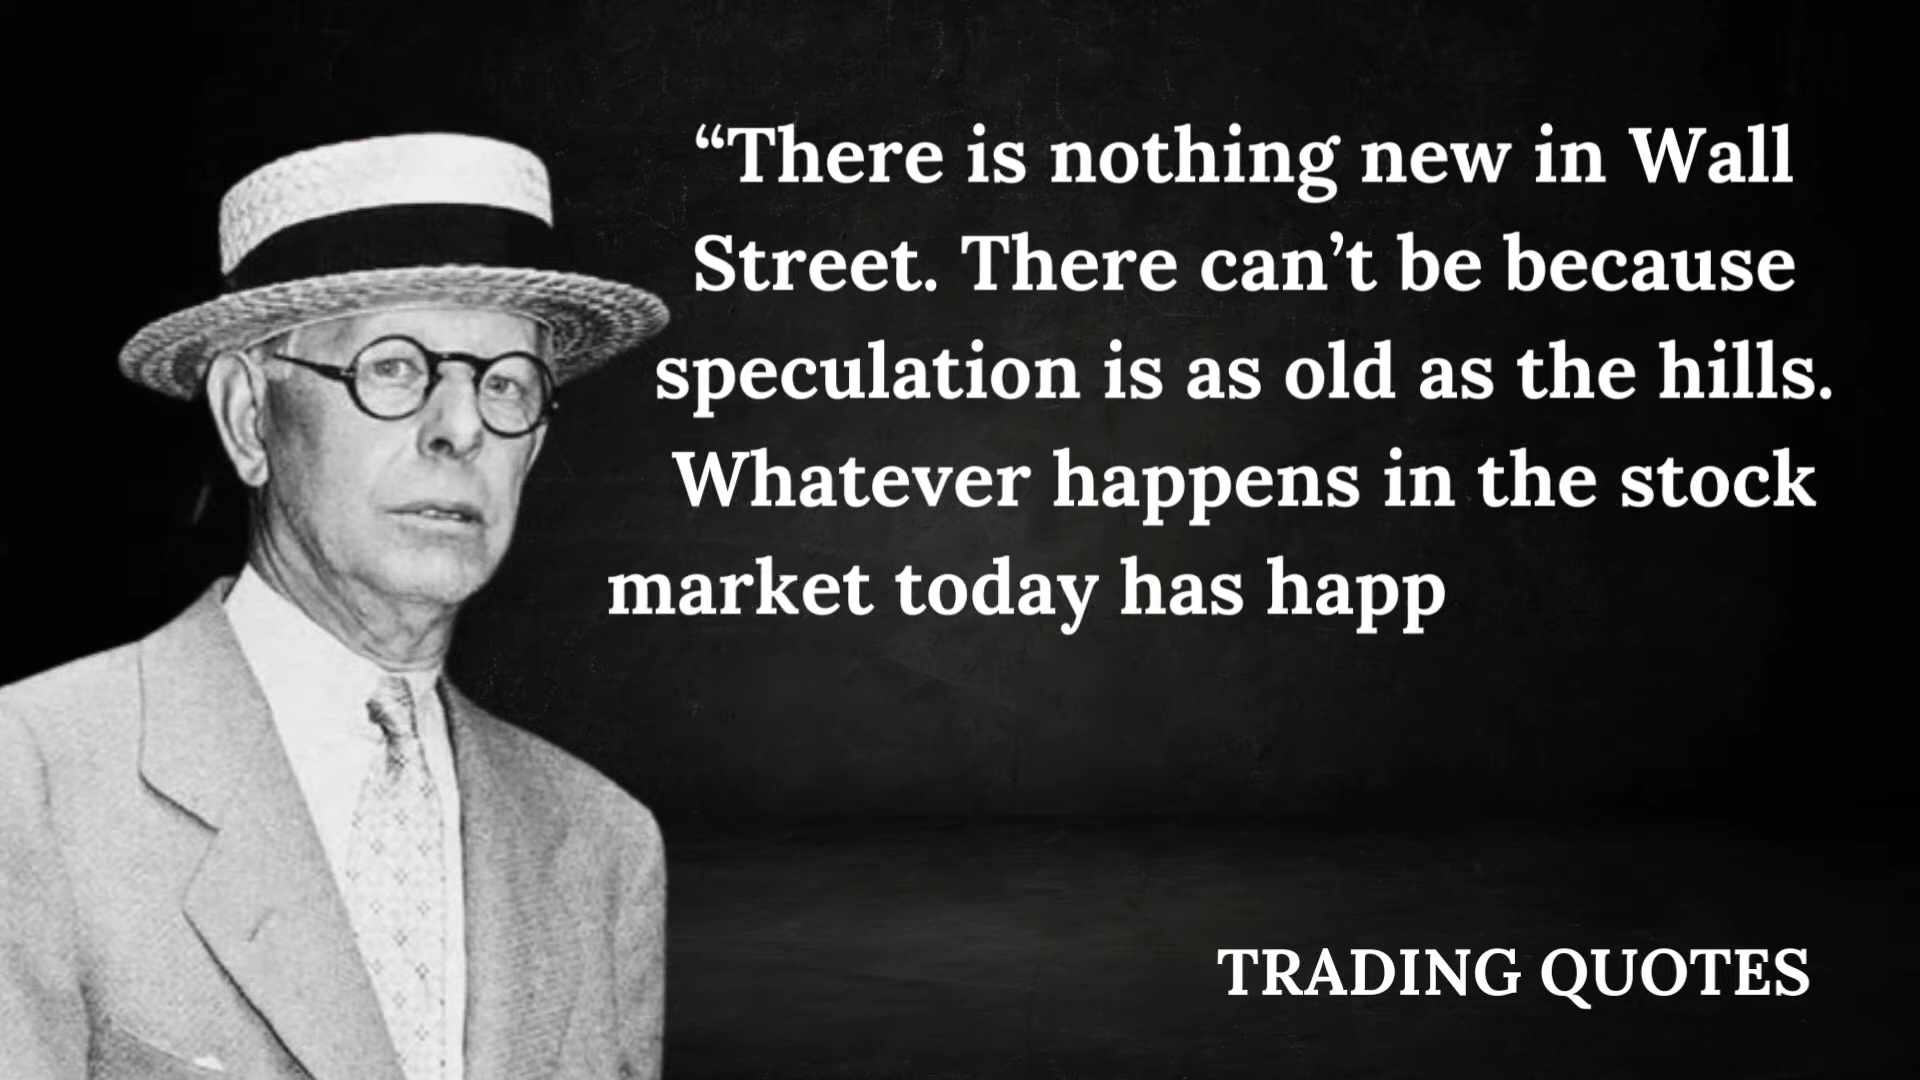 “There is nothing new in Wall
Street. There can’t be because
speculation is as old as the hills.
Whatever happens in the stock
market today has happ
TRADING QUOTES